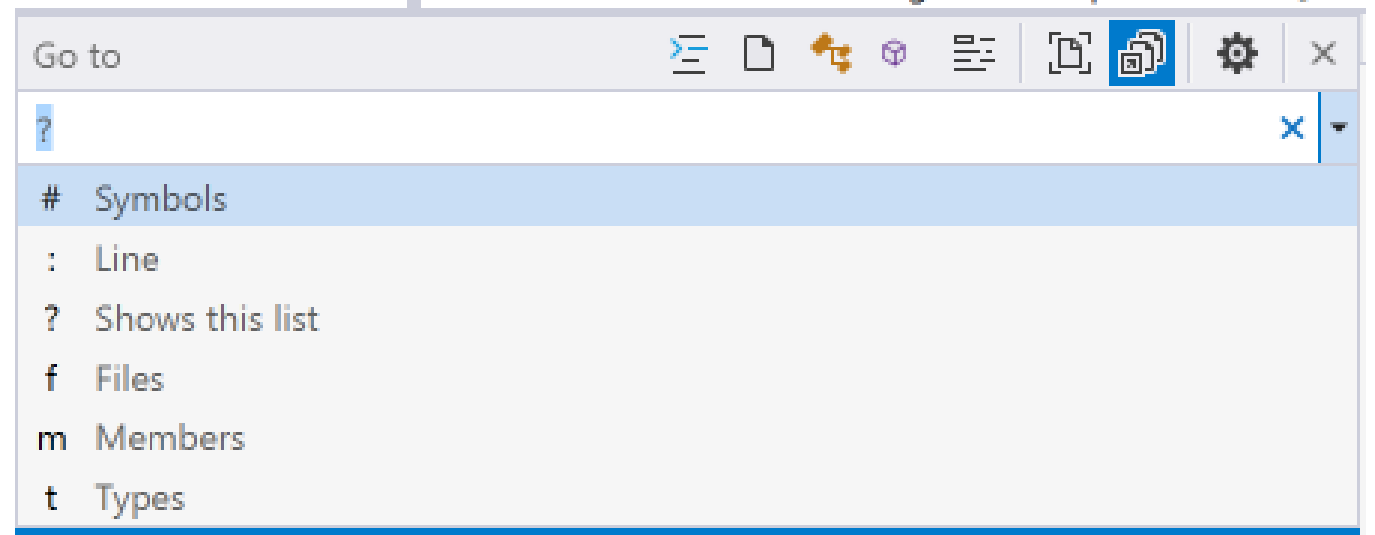 Go to
?
# Symbols
: Line
? Shows this list
f Files
m Members
t Types